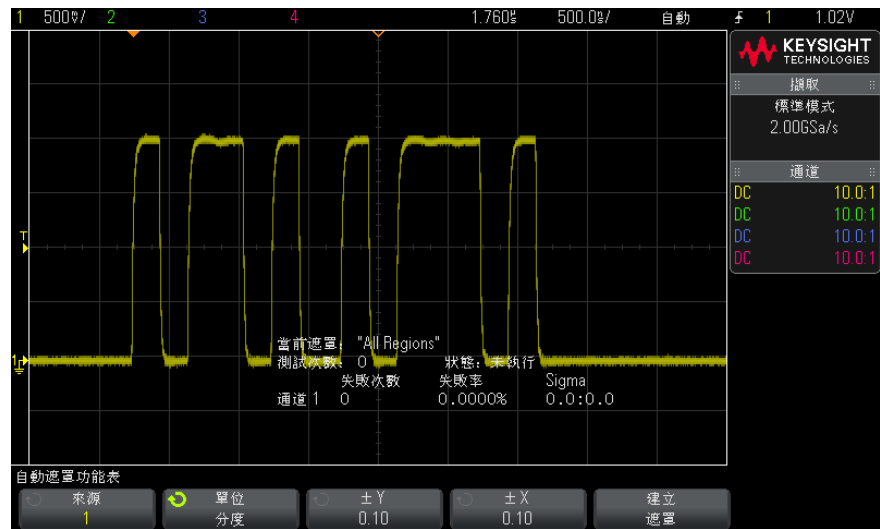 1 500▽/ 2 3 4 1.760s 500.0s/ 自動 1 1.02V
KEYSIGHT
TECHNOLOGIES
擷取
標準模式
2.00GSa/s
通道
DC 10.0:1
DC 10.0:1
DC 10.0:1
DC 10.0:1
T
1
當前遮罩: "All Regions"
測試次數: 0 狀態: 未執行
失敗次數 失敗率 Sigma
通道 1 0 0.0000% 0.0:0.0
自動遮罩功能表
來源 單位 ± Y ± X 建立
1 分度 0.10 0.10 遮罩